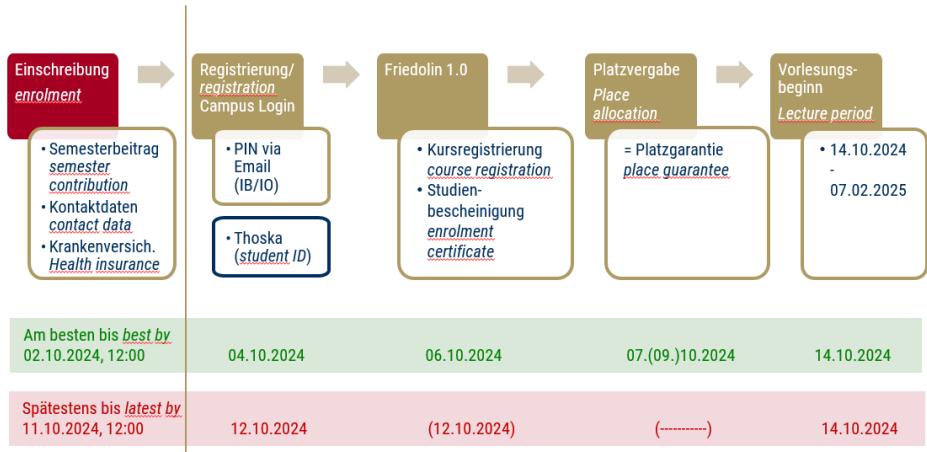 Einschreibung
enrolment
• Semesterbeitrag
semester
contribution
• Kontaktdaten
contact data
• Krankenversich.
Health insurance
Registrierung/
registration
Campus Login
• PIN via
Email
(IB/IO)
• Thoska
(student ID)
Friedolin 1.0
• Kursregistrierung
course registration
• Studien-
bescheinigung
enrolment
certificate
Platzvergabe
Place
allocation
= Platzgarantie
place guarantee
Vorlesungs-
beginn
Lecture period
• 14.10.2024
-
07.02.2025
Am besten bis best by
02.10.2024, 12:00 04.10.2024 06.10.2024 07.(09.)10.2024 14.10.2024
Spätestens bis latest by
11.10.2024, 12:00 12.10.2024 (12.10.2024) (-----------) 14.10.2024